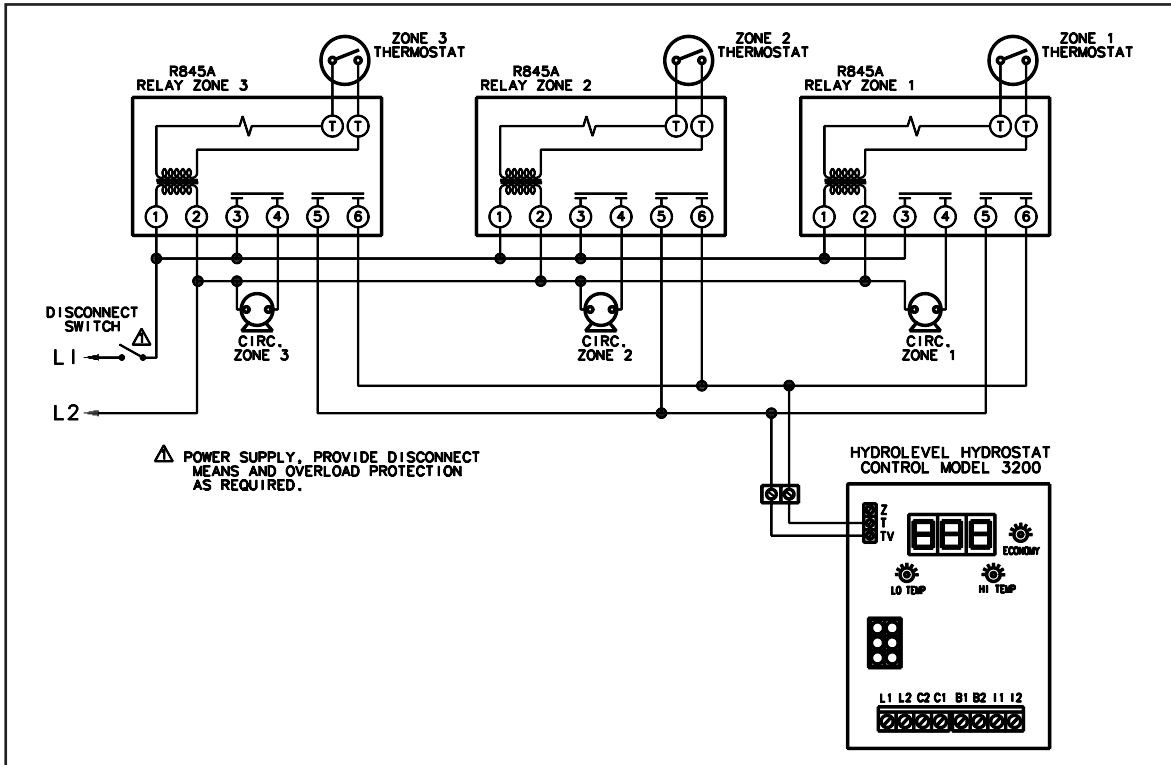 ZONE 3
THERMOSTAT
ZONE 2
THERMOSTAT
ZONE 1
THERMOSTAT
R845A
RELAY ZONE 3
R845A
RELAY ZONE 2
R845A
RELAY ZONE 1
T T
T T
T T
1 2 3 4 5 6
1 2 3 4 5 6
1 2 3 4 5 6
DISCONNECT
SWITCH
L1
L2
CIRC.
ZONE 3
CIRC.
ZONE 2
CIRC.
ZONE 1
1 POWER SUPPLY. PROVIDE DISCONNECT
MEANS AND OVERLOAD PROTECTION
AS REQUIRED.
HYDROLEVEL HYDROSTAT
CONTROL MODEL 3200
Z
T
TV
888
ECONOMY
LO TEMP
HI TEMP
L1 L2 C2 C1 B1 B2 I1 I2